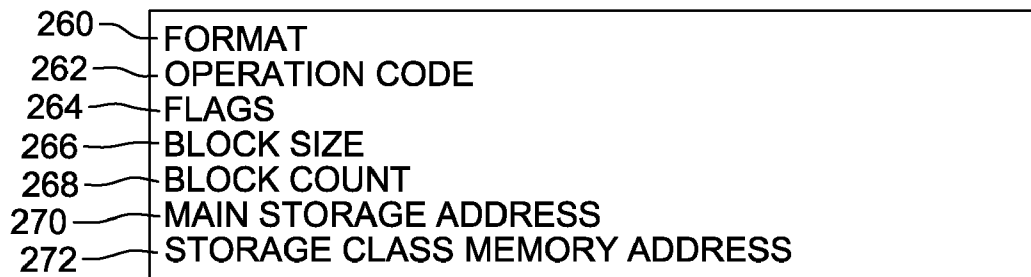 260 FORMAT
262 OPERATION CODE
264 FLAGS
266 BLOCK SIZE
268 BLOCK COUNT
270 MAIN STORAGE ADDRESS
272 STORAGE CLASS MEMORY ADDRESS